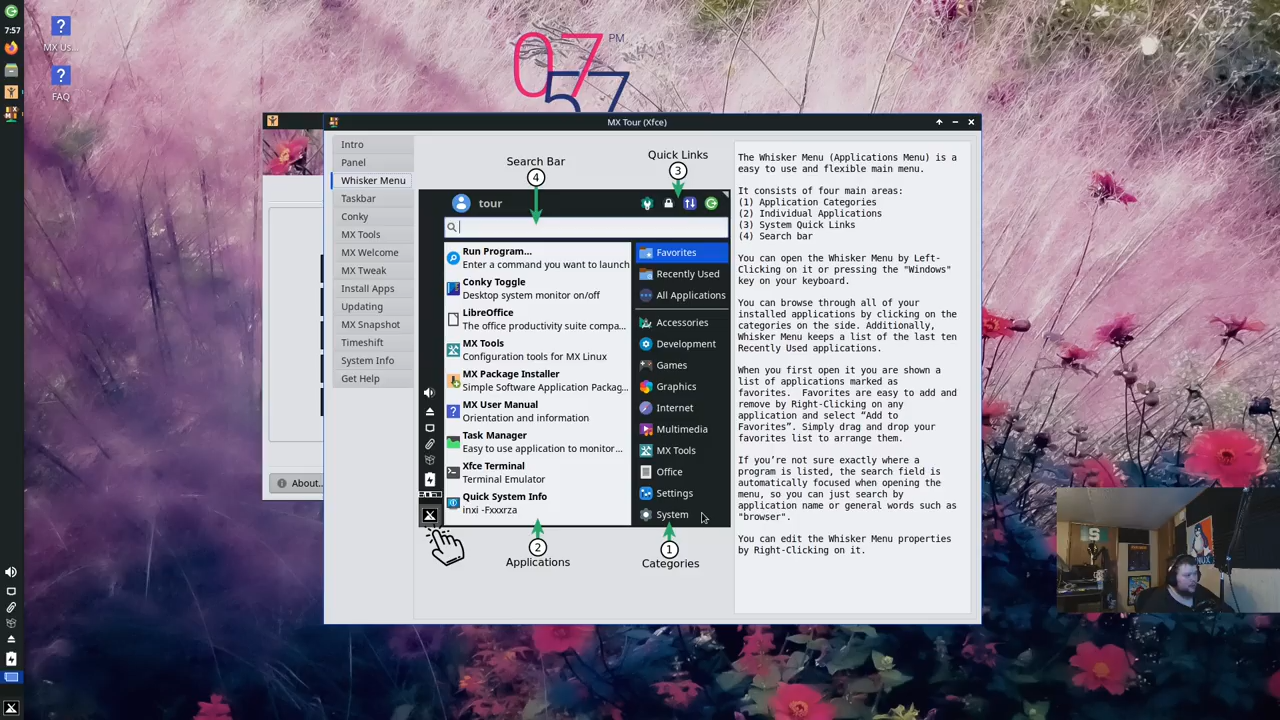 7:57
MX Us...
FAQ
07
PM
57
MX Tour (Xfce)
Intro
Panel
Whisker Menu
Taskbar
Conky
MX Tools
MX Welcome
MX Tweak
Install Apps
Updating
MX Snapshot
Timeshift
System Info
Get Help
About...
Search Bar
4
Quick Links
3
tour
Run Program...
Enter a command you want to launch
Conky Toggle
Desktop system monitor on/off
LibreOffice
The office productivity suite compa...
MX Tools
Configuration tools for MX Linux
MX Package Installer
Simple Software Application Packag...
MX User Manual
Orientation and information
Task Manager
Easy to use application to monitor...
Xfce Terminal
Terminal Emulator
Quick System Info
inxi -Fxxxrza
Favorites
Recently Used
All Applications
Accessories
Development
Games
Graphics
Internet
Multimedia
MX Tools
Office
Settings
System
2
Applications
1
Categories
The Whisker Menu (Applications Menu) is a
easy to use and flexible main menu.
It consists of four main areas:
(1) Application Categories
(2) Individual Applications
(3) System Quick Links
(4) Search bar
You can open the Whisker Menu by Left-
Clicking on it or pressing the "Windows"
key on your keyboard.
You can browse through all of your
installed applications by clicking on the
categories on the side. Additionally,
Whisker Menu keeps a list of the last ten
Recently Used applications.
When you first open it you are shown a
list of applications marked as
favorites. Favorites are easy to add and
remove by Right-Clicking on any
application and select “Add to
Favorites”. Simply drag and drop your
favorites list to arrange them.
If you’re not sure exactly where a
program is listed, the search field is
automatically focused when opening the
menu, so you can just search by
application name or general words such as
"browser".
You can edit the Whisker Menu properties
by Right-Clicking on it.
S